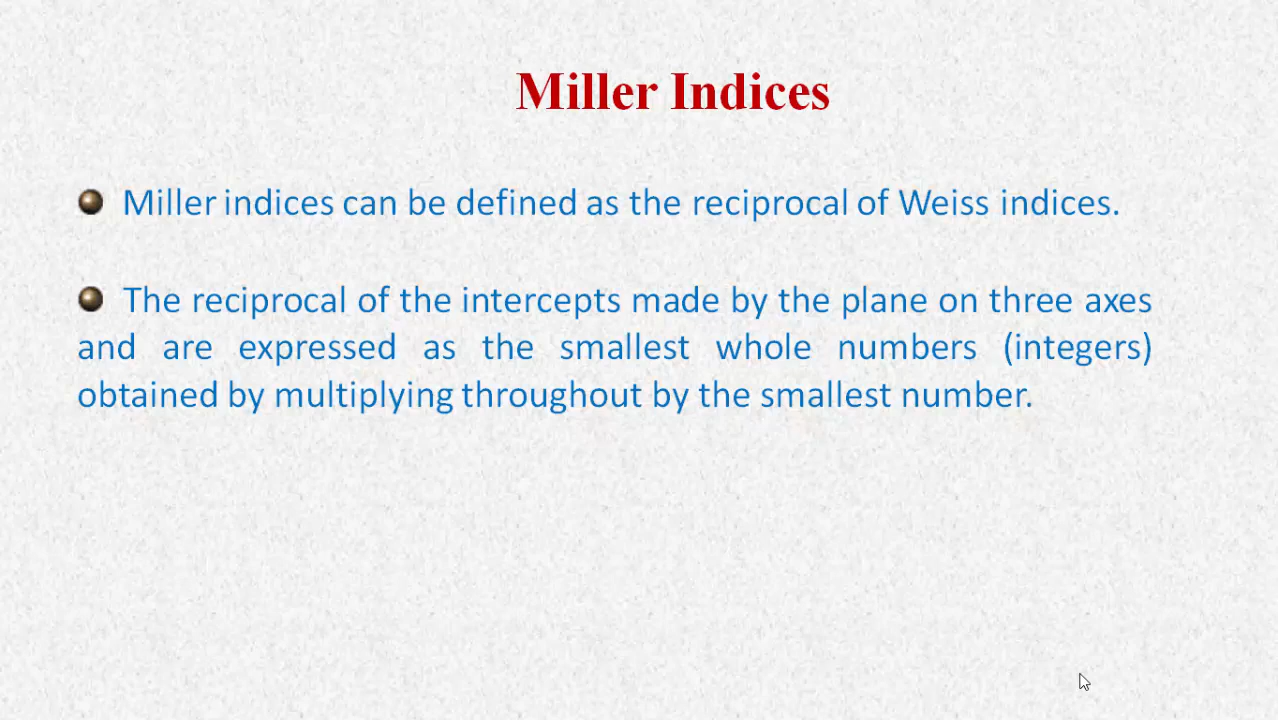 Miller Indices
Miller indices can be defined as the reciprocal of Weiss indices.
The reciprocal of the intercepts made by the plane on three axes
and are expressed as the smallest whole numbers (integers)
obtained by multiplying throughout by the smallest number.